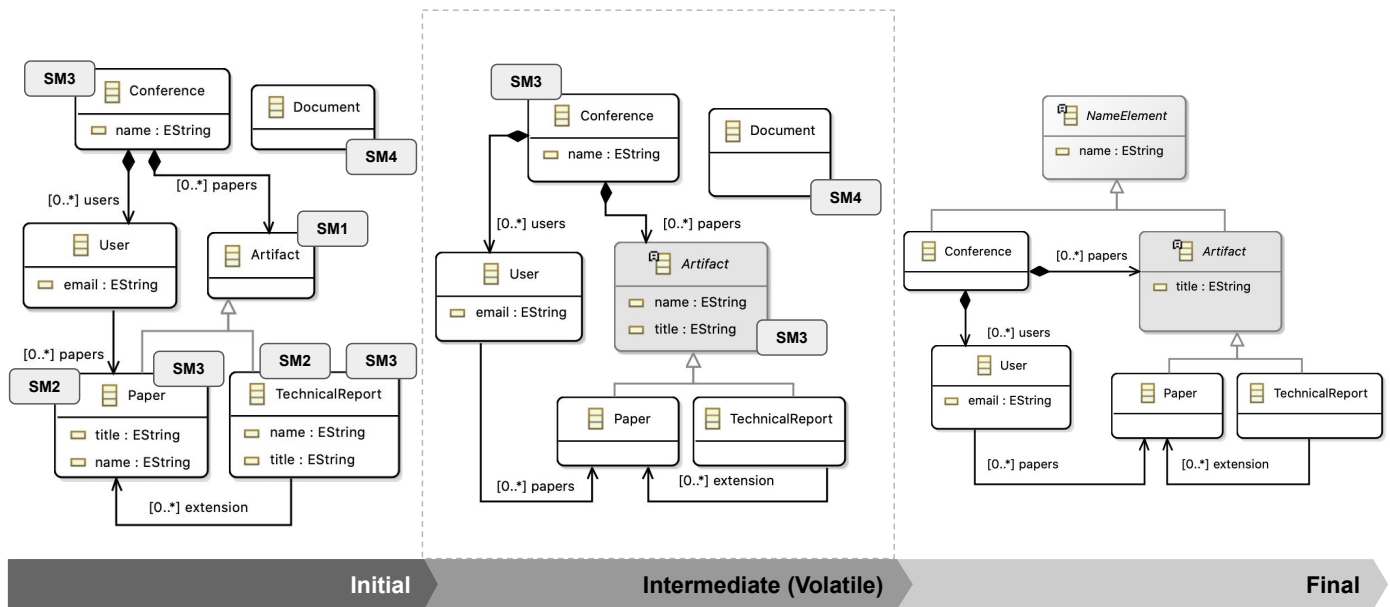 SM3
Conference
name : EString
Document
SM4
[0..*] users
[0..*] papers
SM1
User
email : EString
Artifact
[0..*] papers
SM2
SM3
Paper
title : EString
name : EString
SM2
SM3
TechnicalReport
name : EString
title : EString
[0..*] extension
Initial
SM3
Conference
name : EString
Document
SM4
[0..*] users
[0..*] papers
User
email : EString
Artifact
name : EString
title : EString
SM3
Paper
TechnicalReport
[0..*] papers
[0..*] extension
Intermediate (Volatile)
NameElement
name : EString
Conference
[0..*] papers
Artifact
title : EString
[0..*] users
User
email : EString
Paper
TechnicalReport
[0..*] papers
[0..*] extension
Final